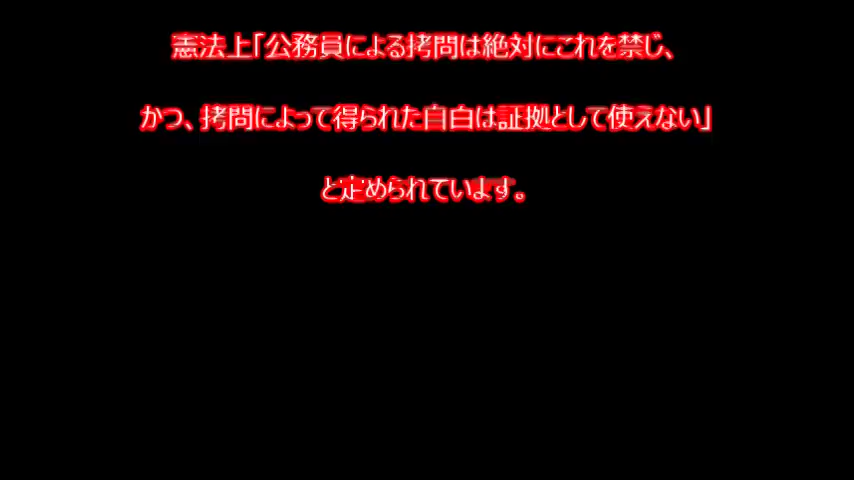 憲法上「公務員による拷問は絶対にこれを禁じ、
かつ、拷問によって得られた自白は証拠として使えない」
と定められています。